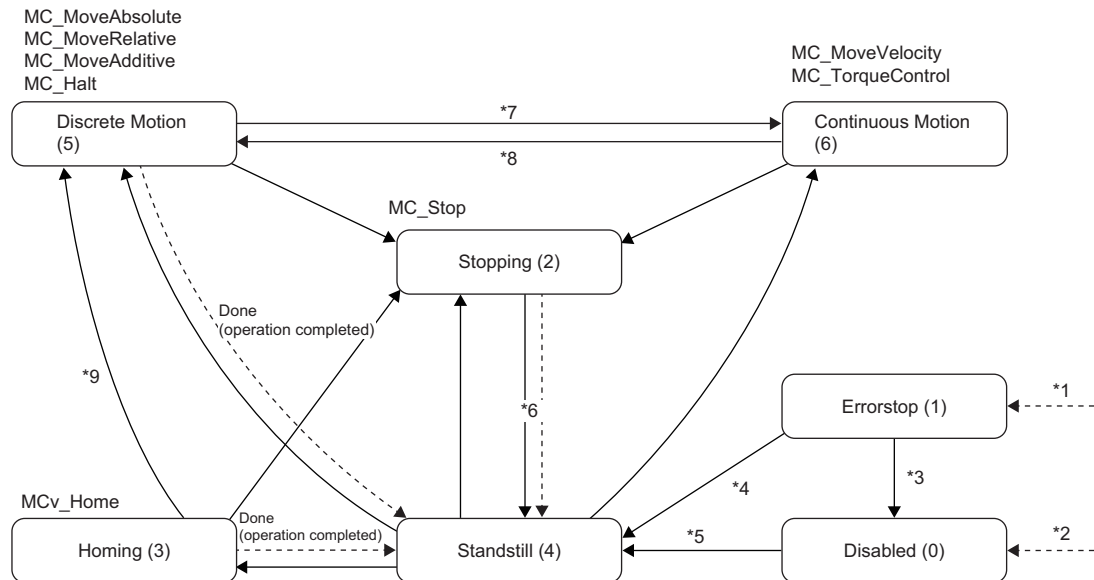 MC_MoveAbsolute
MC_MoveRelative
MC_MoveAdditive
MC_Halt
MC_MoveVelocity
MC_TorqueControl
Discrete Motion
(5)
*7
*8
Continuous Motion
(6)
MC_Stop
Stopping (2)
Done
(operation completed)
*9
*6
Errorstop (1)
*1
*4
*3
MCv_Home
Homing (3)
Done
(operation completed)
Standstill (4)
*5
Disabled (0)
*2